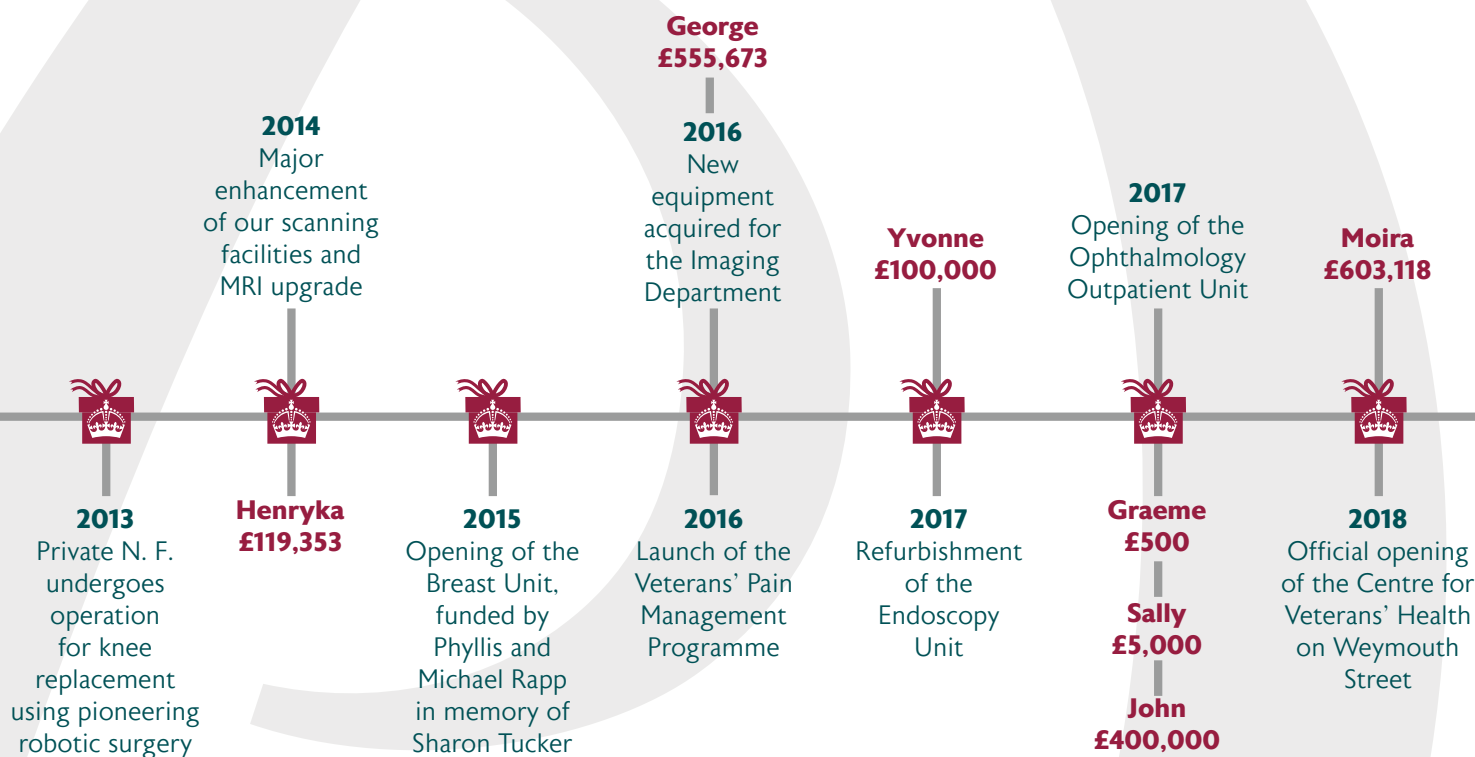 2013
Private N. F.
undergoes
operation
for knee
replacement
using pioneering
robotic surgery
2014
Major
enhancement
of our scanning
facilities and
MRI upgrade
Henryka
£119,353
2015
Opening of the
Breast Unit,
funded by
Phyllis and
Michael Rapp
in memory of
Sharon Tucker
George
£555,673
2016
New
equipment
acquired for
the Imaging
Department
2016
Launch of the
Veterans’ Pain
Management
Programme
Yvonne
£100,000
2017
Refurbishment
of the
Endoscopy
Unit
2017
Opening of the
Ophthalmology
Outpatient Unit
Graeme
£500
Sally
£5,000
John
£400,000
Moira
£603,118
2018
Official opening
of the Centre for
Veterans’ Health
on Weymouth
Street